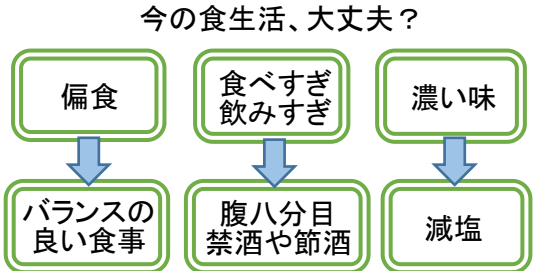 今の食生活、大丈夫?
偏食
食べすぎ
飲みすぎ
濃い味
バランスの
良い食事
腹八分目
禁酒や節酒
減塩